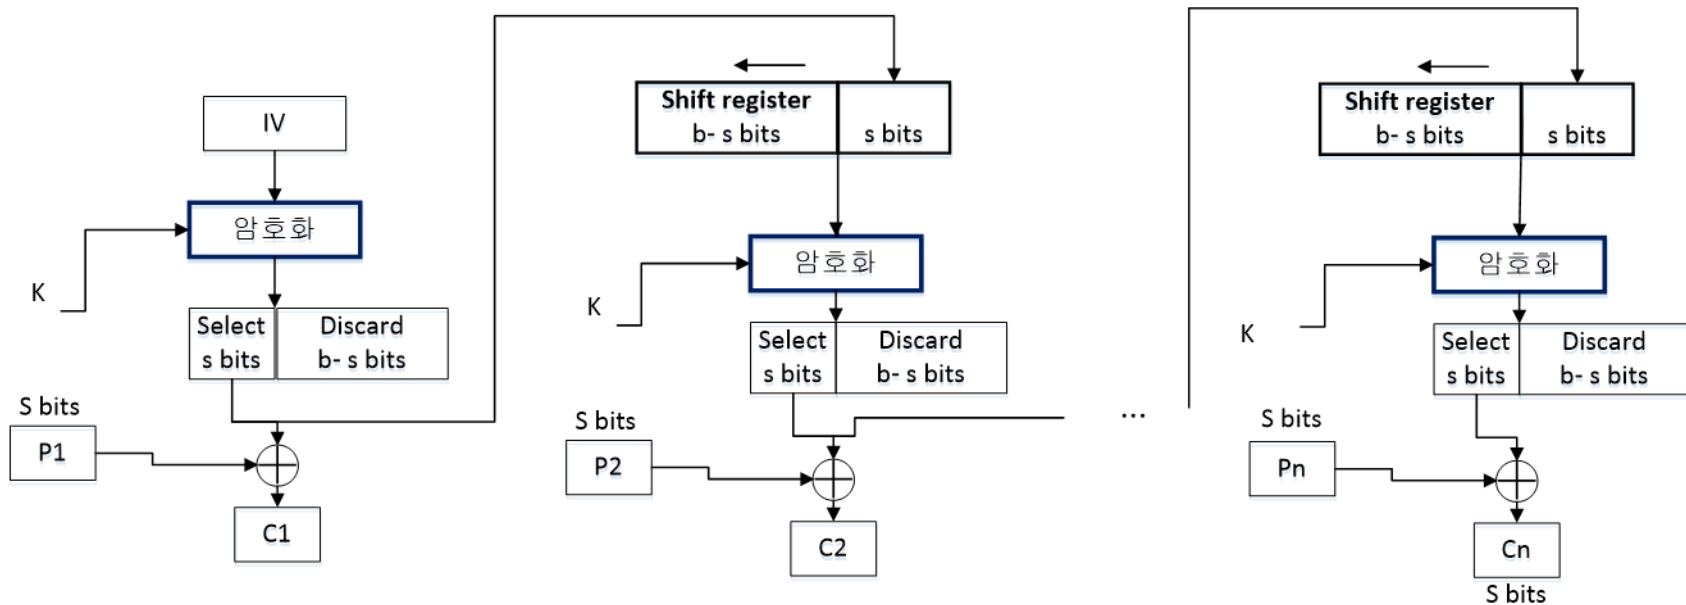 IV
암호화
K
Select
s bits
Discard
b- s bits
S bits
P1
C1
Shift register
b- s bits
s bits
암호화
K
Select
s bits
Discard
b- s bits
S bits
P2
C2
...
Shift register
b- s bits
s bits
암호화
K
Select
s bits
Discard
b- s bits
S bits
Pn
Cn
S bits